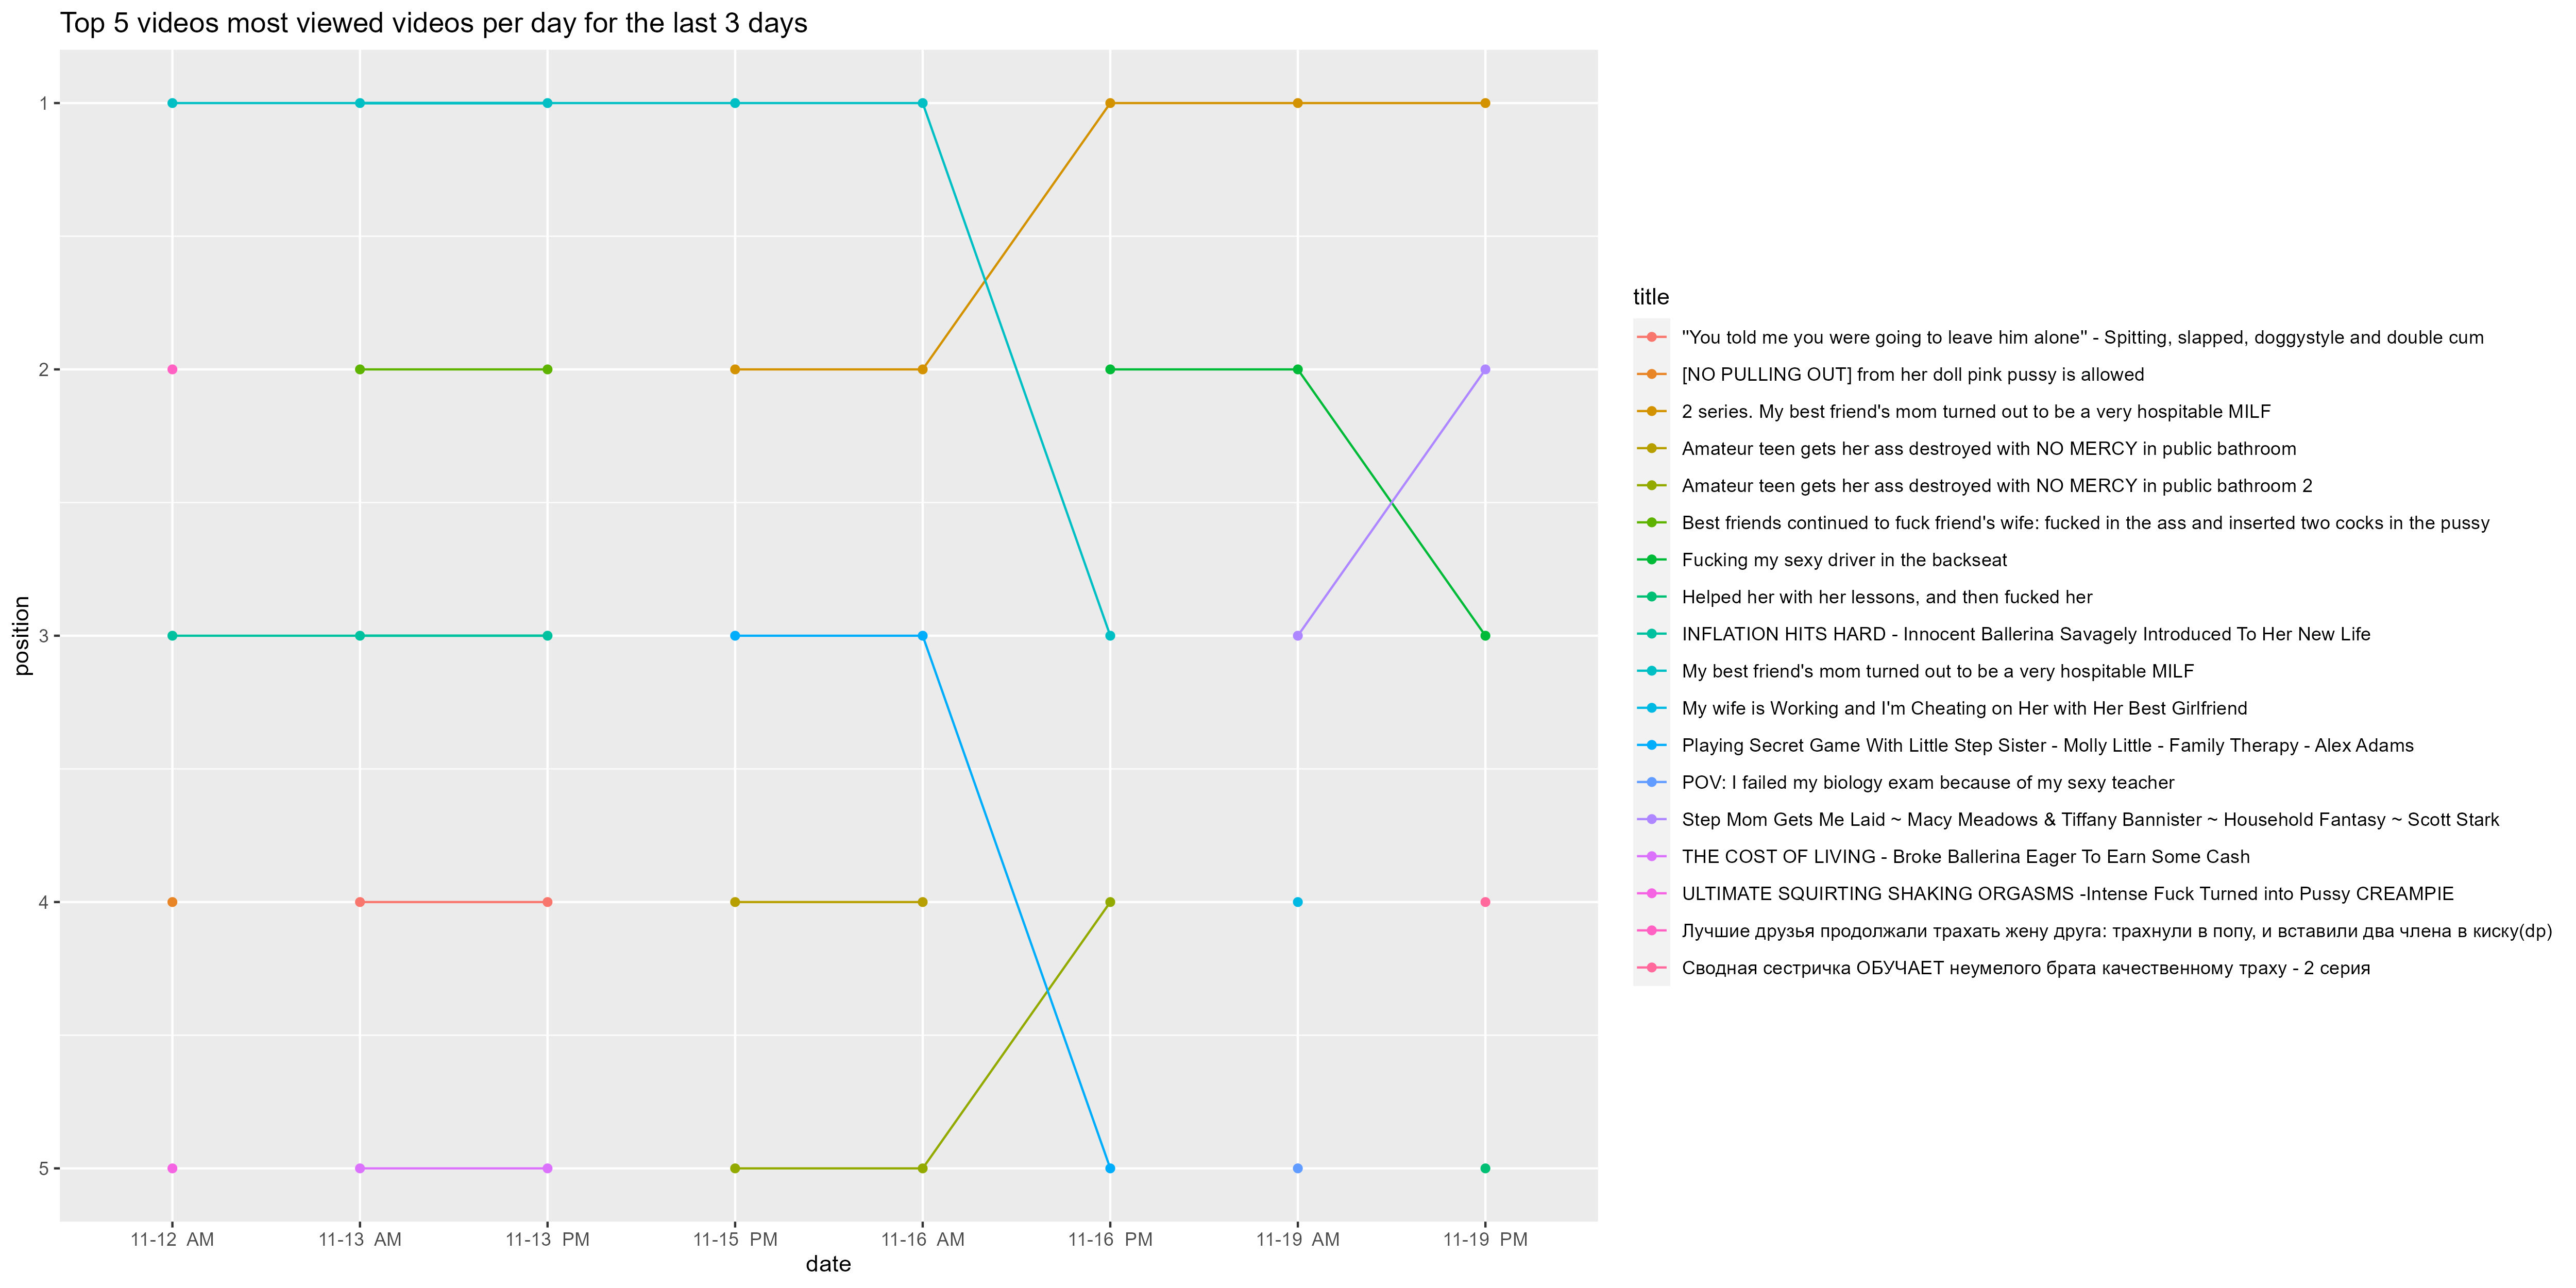 Top 5 videos most viewed videos per day for the last 3 days
position
1
2
3
4
5
11-12 AM
11-13 AM
11-13 PM
11-15 PM
11-16 AM
11-16 PM
11-19 AM
11-19 PM
date
title
"You told me you were going to leave him alone" - Spitting, slapped, doggystyle and double cum
[NO PULLING OUT] from her doll pink pussy is allowed
2 series. My best friend's mom turned out to be a very hospitable MILF
Amateur teen gets her ass destroyed with NO MERCY in public bathroom
Amateur teen gets her ass destroyed with NO MERCY in public bathroom 2
Best friends continued to fuck friend's wife: fucked in the ass and inserted two cocks in the pussy
Fucking my sexy driver in the backseat
Helped her with her lessons, and then fucked her
INFLATION HITS HARD - Innocent Ballerina Savagely Introduced To Her New Life
My best friend's mom turned out to be a very hospitable MILF
My wife is Working and I'm Cheating on Her with Her Best Girlfriend
Playing Secret Game With Little Step Sister - Molly Little - Family Therapy - Alex Adams
POV: I failed my biology exam because of my sexy teacher
Step Mom Gets Me Laid ~ Macy Meadows & Tiffany Bannister ~ Household Fantasy ~ Scott Stark
THE COST OF LIVING - Broke Ballerina Eager To Earn Some Cash
ULTIMATE SQUIRTING SHAKING ORGASMS -Intense Fuck Turned into Pussy CREAMPIE
Лучшие друзья продолжали трахать жену друга: трахнули в попу, и вставили два члена в киску(dp)
Сводная сестричка ОБУЧАЕТ неумелого брата качественному траху - 2 серия